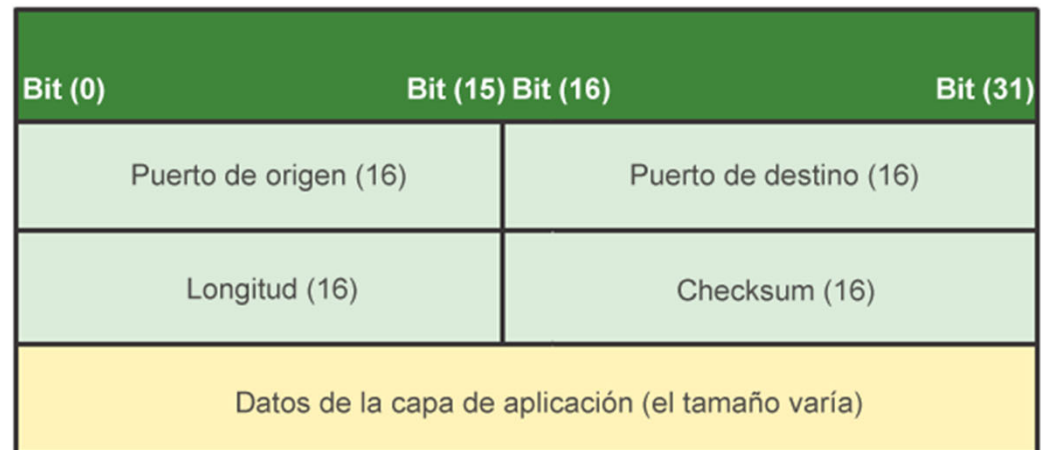 Bit (0) Bit (15) Bit (16) Bit (31)
Puerto de origen (16) Puerto de destino (16)
Longitud (16) Checksum (16)
Datos de la capa de aplicación (el tamaño varía)